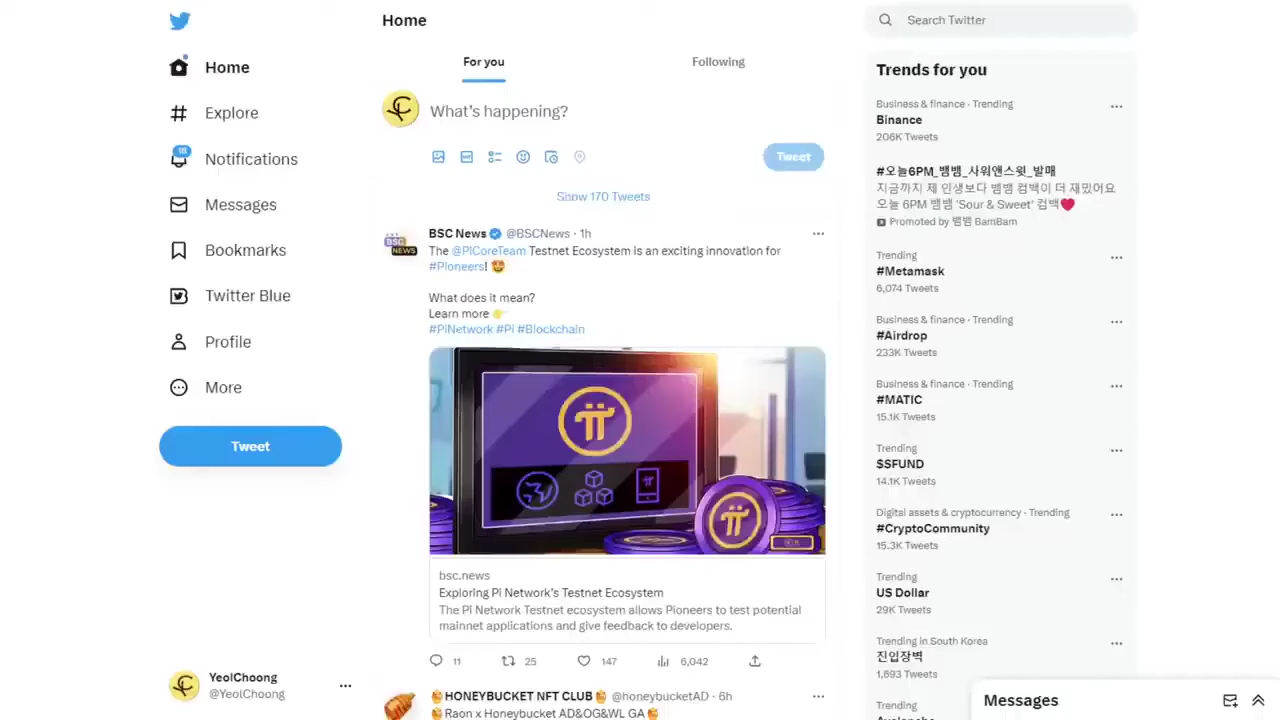 Home
Explore
18
Notifications
Messages
Bookmarks
Twitter Blue
Profile
More
Tweet
YeolChoong
@YeolChoong
Home
For you
Following
What's happening?
Tweet
Show 170 Tweets
BSC News @BSCNews · 1h
The @PiCoreTeam Testnet Ecosystem is an exciting innovation for
#Pioneers! 🤩
What does it mean?
Learn more 👉
#PiNetwork #Pi #Blockchain
BSC
NEWS
bsc.news
Exploring Pi Network's Testnet Ecosystem
The Pi Network Testnet ecosystem allows Pioneers to test potential
mainnet applications and give feedback to developers.
11
25
147
6,042
🍯HONEYBUCKET NFT CLUB🍯 @honeybucketAD · 6h
🍯Raon x Honeybucket AD&OG&WL GA🍯
Search Twitter
Trends for you
Business & finance · Trending
Binance
206K Tweets
#오늘6PM_뱀뱀_사워앤스윗_발매
지금까지 제 인생보다 뱀뱀 컴백이 더 재밌어요
오늘 6PM 뱀뱀 'Sour & Sweet' 컴백❤️
Promoted by 뱀뱀 BamBam
Trending
#Metamask
6,074 Tweets
Business & finance · Trending
#Airdrop
233K Tweets
Business & finance · Trending
#MATIC
15.1K Tweets
Trending
$SFUND
14.1K Tweets
Digital assets & cryptocurrency · Trending
#CryptoCommunity
15.3K Tweets
Trending
US Dollar
29K Tweets
Trending in South Korea
진입장벽
1,693 Tweets
Trending
Messages